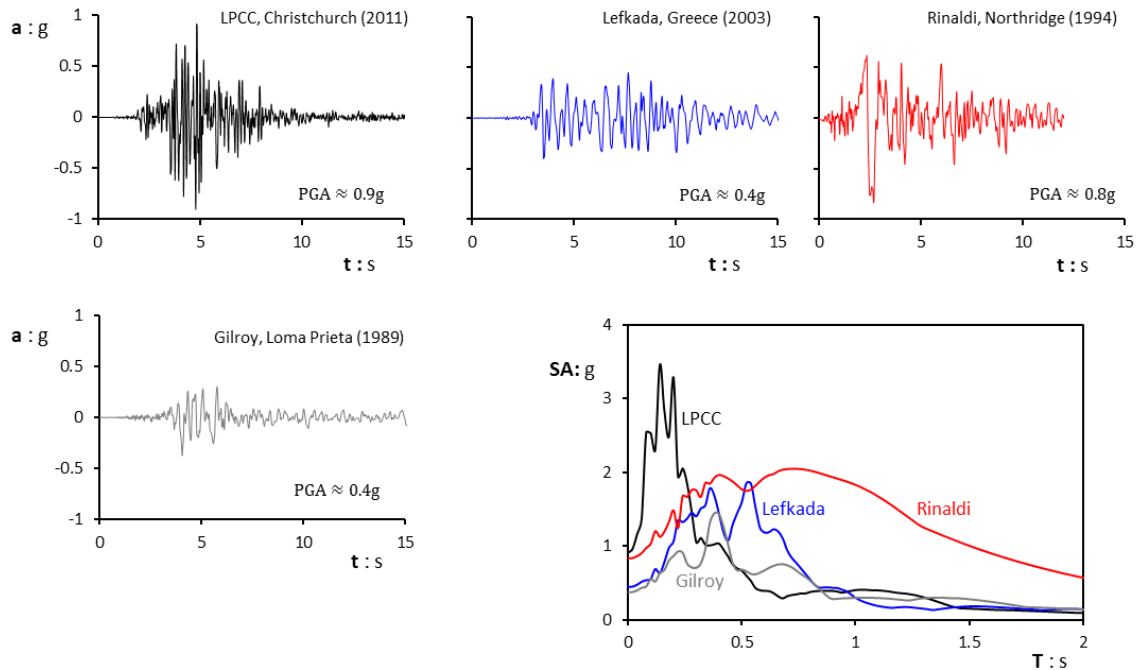 a : g
LPCC, Christchurch (2011)
1
0.5
0
-0.5
-1
PGA ≈ 0.9g
0 5 10 15
t : s
Lefkada, Greece (2003)
PGA ≈ 0.4g
0 5 10 15
t : s
Rinaldi, Northridge (1994)
PGA ≈ 0.8g
0 5 10 15
t : s
a : g
Gilroy, Loma Prieta (1989)
1
0.5
0
-0.5
-1
PGA ≈ 0.4g
0 5 10 15
t : s
SA: g
4
3
2
1
0
LPCC
Lefkada
Rinaldi
Gilroy
0 0.5 1 1.5 2
T : s